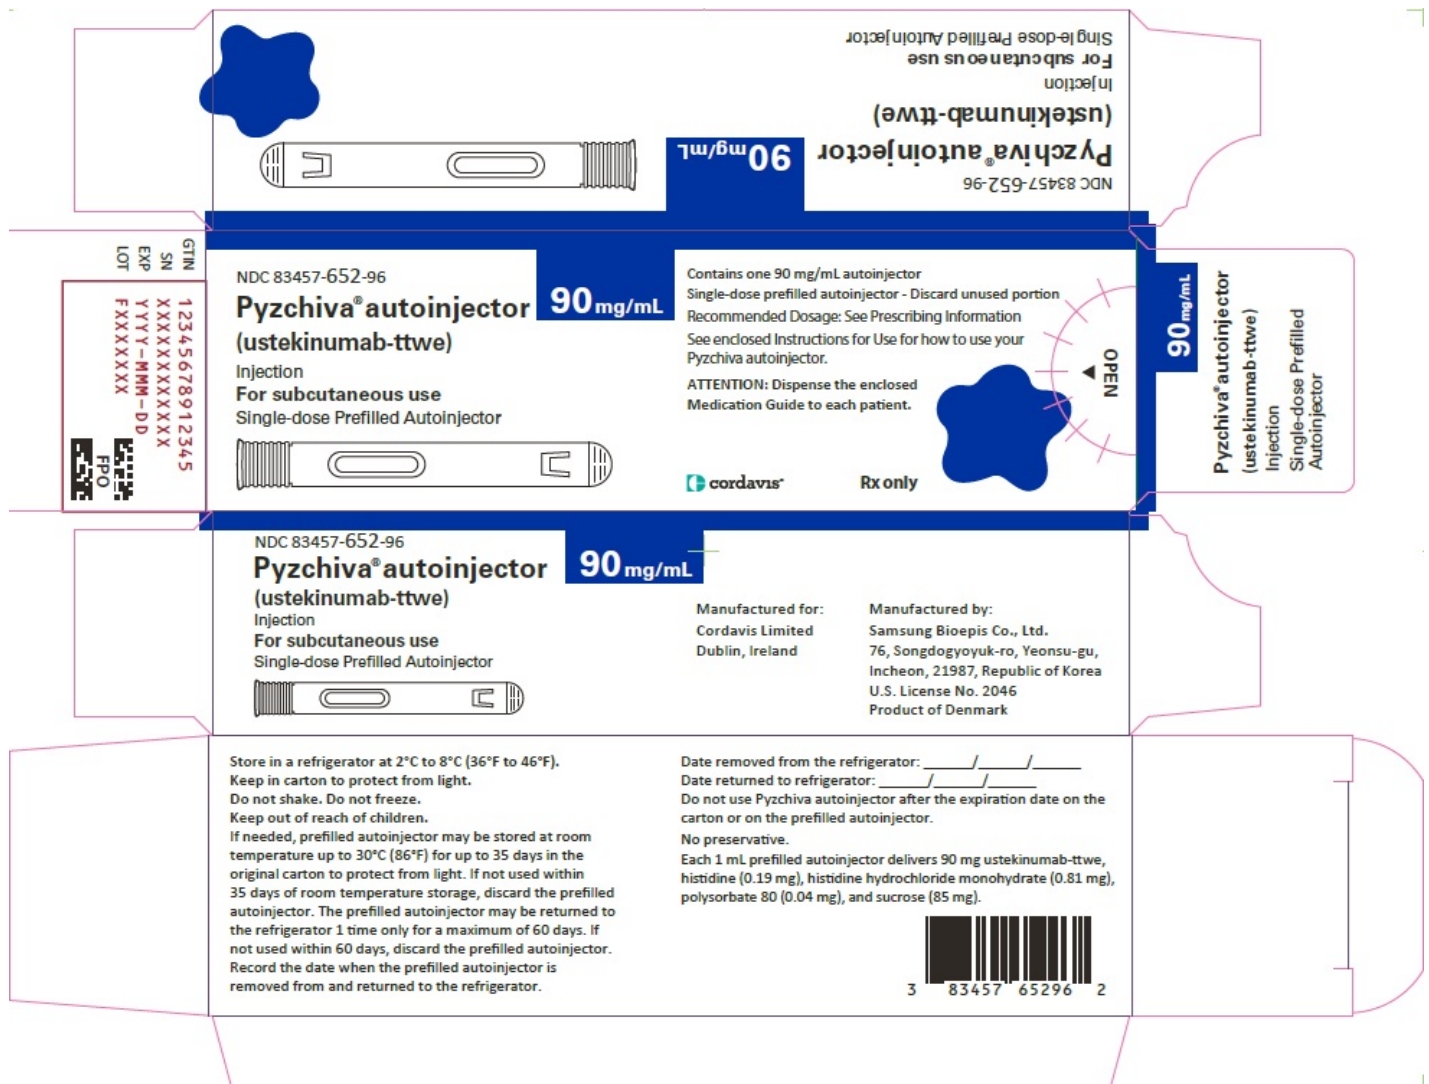 NDC 83457-652-96
Pyzchiva® autoinjector
(ustekinumab-ttwe)
Injection
For subcutaneous use
Single-dose Prefilled Autoinjector
90 mg/mL
GTIN 12345678912345
SN XXXXXXXXXXXX
EXP YYYY-MMM-DD
LOT FXXXXXXX
FPO
NDC 83457-652-96
Pyzchiva® autoinjector
(ustekinumab-ttwe)
Injection
For subcutaneous use
Single-dose Prefilled Autoinjector
90 mg/mL
Contains one 90 mg/mL autoinjector
Single-dose prefilled autoinjector - Discard unused portion
Recommended Dosage: See Prescribing Information
See enclosed Instructions for Use for how to use your
Pyzchiva autoinjector.
ATTENTION: Dispense the enclosed
Medication Guide to each patient.
cordavis
Rx only
OPEN
90 mg/mL
Pyzchiva® autoinjector
(ustekinumab-ttwe)
Injection
Single-dose Prefilled
Autoinjector
NDC 83457-652-96
Pyzchiva® autoinjector
(ustekinumab-ttwe)
Injection
For subcutaneous use
Single-dose Prefilled Autoinjector
90 mg/mL
Manufactured for:
Cordavis Limited
Dublin, Ireland
Manufactured by:
Samsung Bioepis Co., Ltd.
76, Songdogyoyuk-ro, Yeonsu-gu,
Incheon, 21987, Republic of Korea
U.S. License No. 2046
Product of Denmark
Store in a refrigerator at 2°C to 8°C (36°F to 46°F).
Keep in carton to protect from light.
Do not shake. Do not freeze.
Keep out of reach of children.
If needed, prefilled autoinjector may be stored at room
temperature up to 30°C (86°F) for up to 35 days in the
original carton to protect from light. If not used within
35 days of room temperature storage, discard the prefilled
autoinjector. The prefilled autoinjector may be returned to
the refrigerator 1 time only for a maximum of 60 days. If
not used within 60 days, discard the prefilled autoinjector.
Record the date when the prefilled autoinjector is
removed from and returned to the refrigerator.
Date removed from the refrigerator: ______/______/______
Date returned to refrigerator: ______/______/______
Do not use Pyzchiva autoinjector after the expiration date on the
carton or on the prefilled autoinjector.
No preservative.
Each 1 mL prefilled autoinjector delivers 90 mg ustekinumab-ttwe,
histidine (0.19 mg), histidine hydrochloride monohydrate (0.81 mg),
polysorbate 80 (0.04 mg), and sucrose (85 mg).
3 83457 65296 2